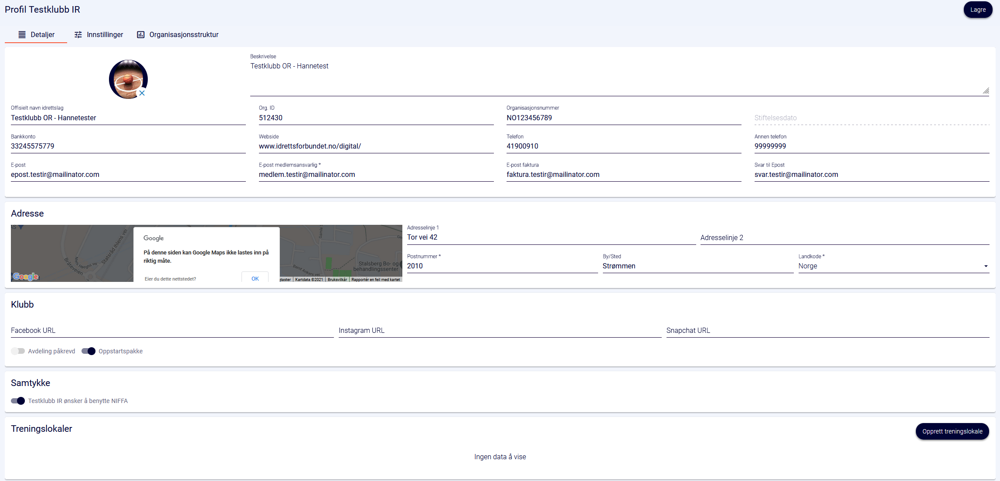 Profil Testklubb IR
Lagre
Detaljer
Innstillinger
Organisasjonsstruktur
Beskrivelse
Testklubb OR - Hannetest
Offisielt navn idrettslag
Testklubb OR - Hannetester
Org. ID
512430
Organisasjonsnummer
NO123456789
Stiftelsesdato
Bankkonto
33245575779
Webside
www.idrettsforbundet.no/digital/
Telefon
41900910
Annen telefon
99999999
E-post
epost.testir@mailinator.com
E-post medlemsansvarlig *
medlem.testir@mailinator.com
E-post faktura
faktura.testir@mailinator.com
Svar til Epost
svar.testir@mailinator.com
Adresse
Bråteveien
Niels Høeghs vei
Statsråd Ihlens vei
Google
Google
På denne siden kan Google Maps ikke lastes inn på
riktig måte.
Eier du dette nettstedet?
OK
Bernt Ankers vei
Stalsberg Bo- og
behandlingssenter
Kartdata ©2021
Bruksvilkår
Rapportér en feil med kartet
Adresselinje 1
Tor vei 42
Adresselinje 2
Postnummer *
2010
By/Sted
Strømmen
Landkode *
Norge
Klubb
Facebook URL
Instagram URL
Snapchat URL
Avdeling påkrevd
Oppstartspakke
Samtykke
Testklubb IR ønsker å benytte NIFFA
Treningslokaler
Opprett treningslokale
Ingen data å vise